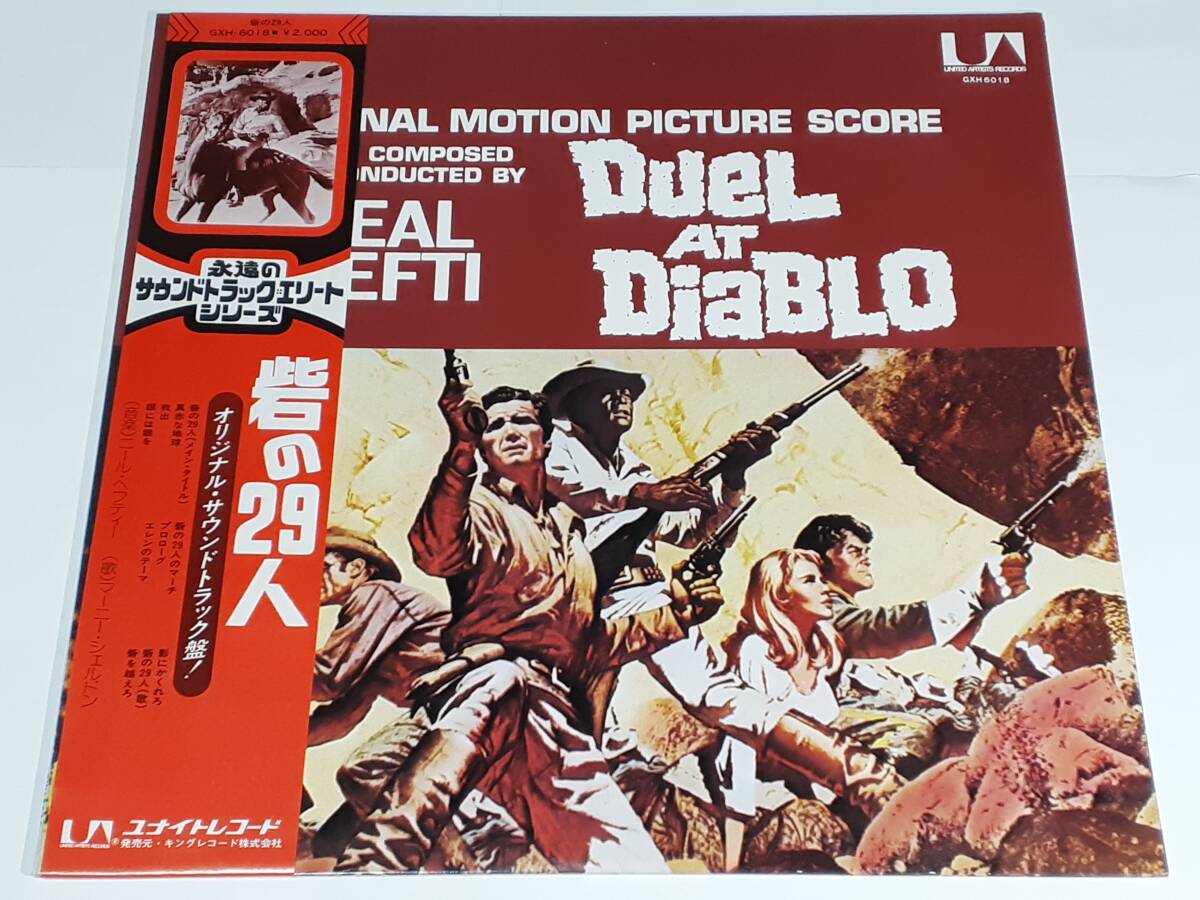 砦の29人
GXH-6018 ¥2,000
永遠の
サウンドトラック・エリート
シリーズ
砦の29人
オリジナル・サウンドトラック盤!
砦の29人(メイン・タイトル)
真赤な地球
救出
眼には眼を
砦の29人のマーチ
プロローグ
エレンのテーマ
影にかくれろ
砦の29人(歌)
砦を越えろ
(音楽)ニール・ヘフティー (歌)アーニー・シェルドン
UA
UNITED ARTISTS RECORDS
ユナイトレコード
発売元・キングレコード株式会社
UA
UNITED ARTISTS RECORDS
GXH 6018
NAL MOTION PICTURE SCORE
COMPOSED
NDUCTED BY
EAL
EFTI
DUEL
AT
DIABLO